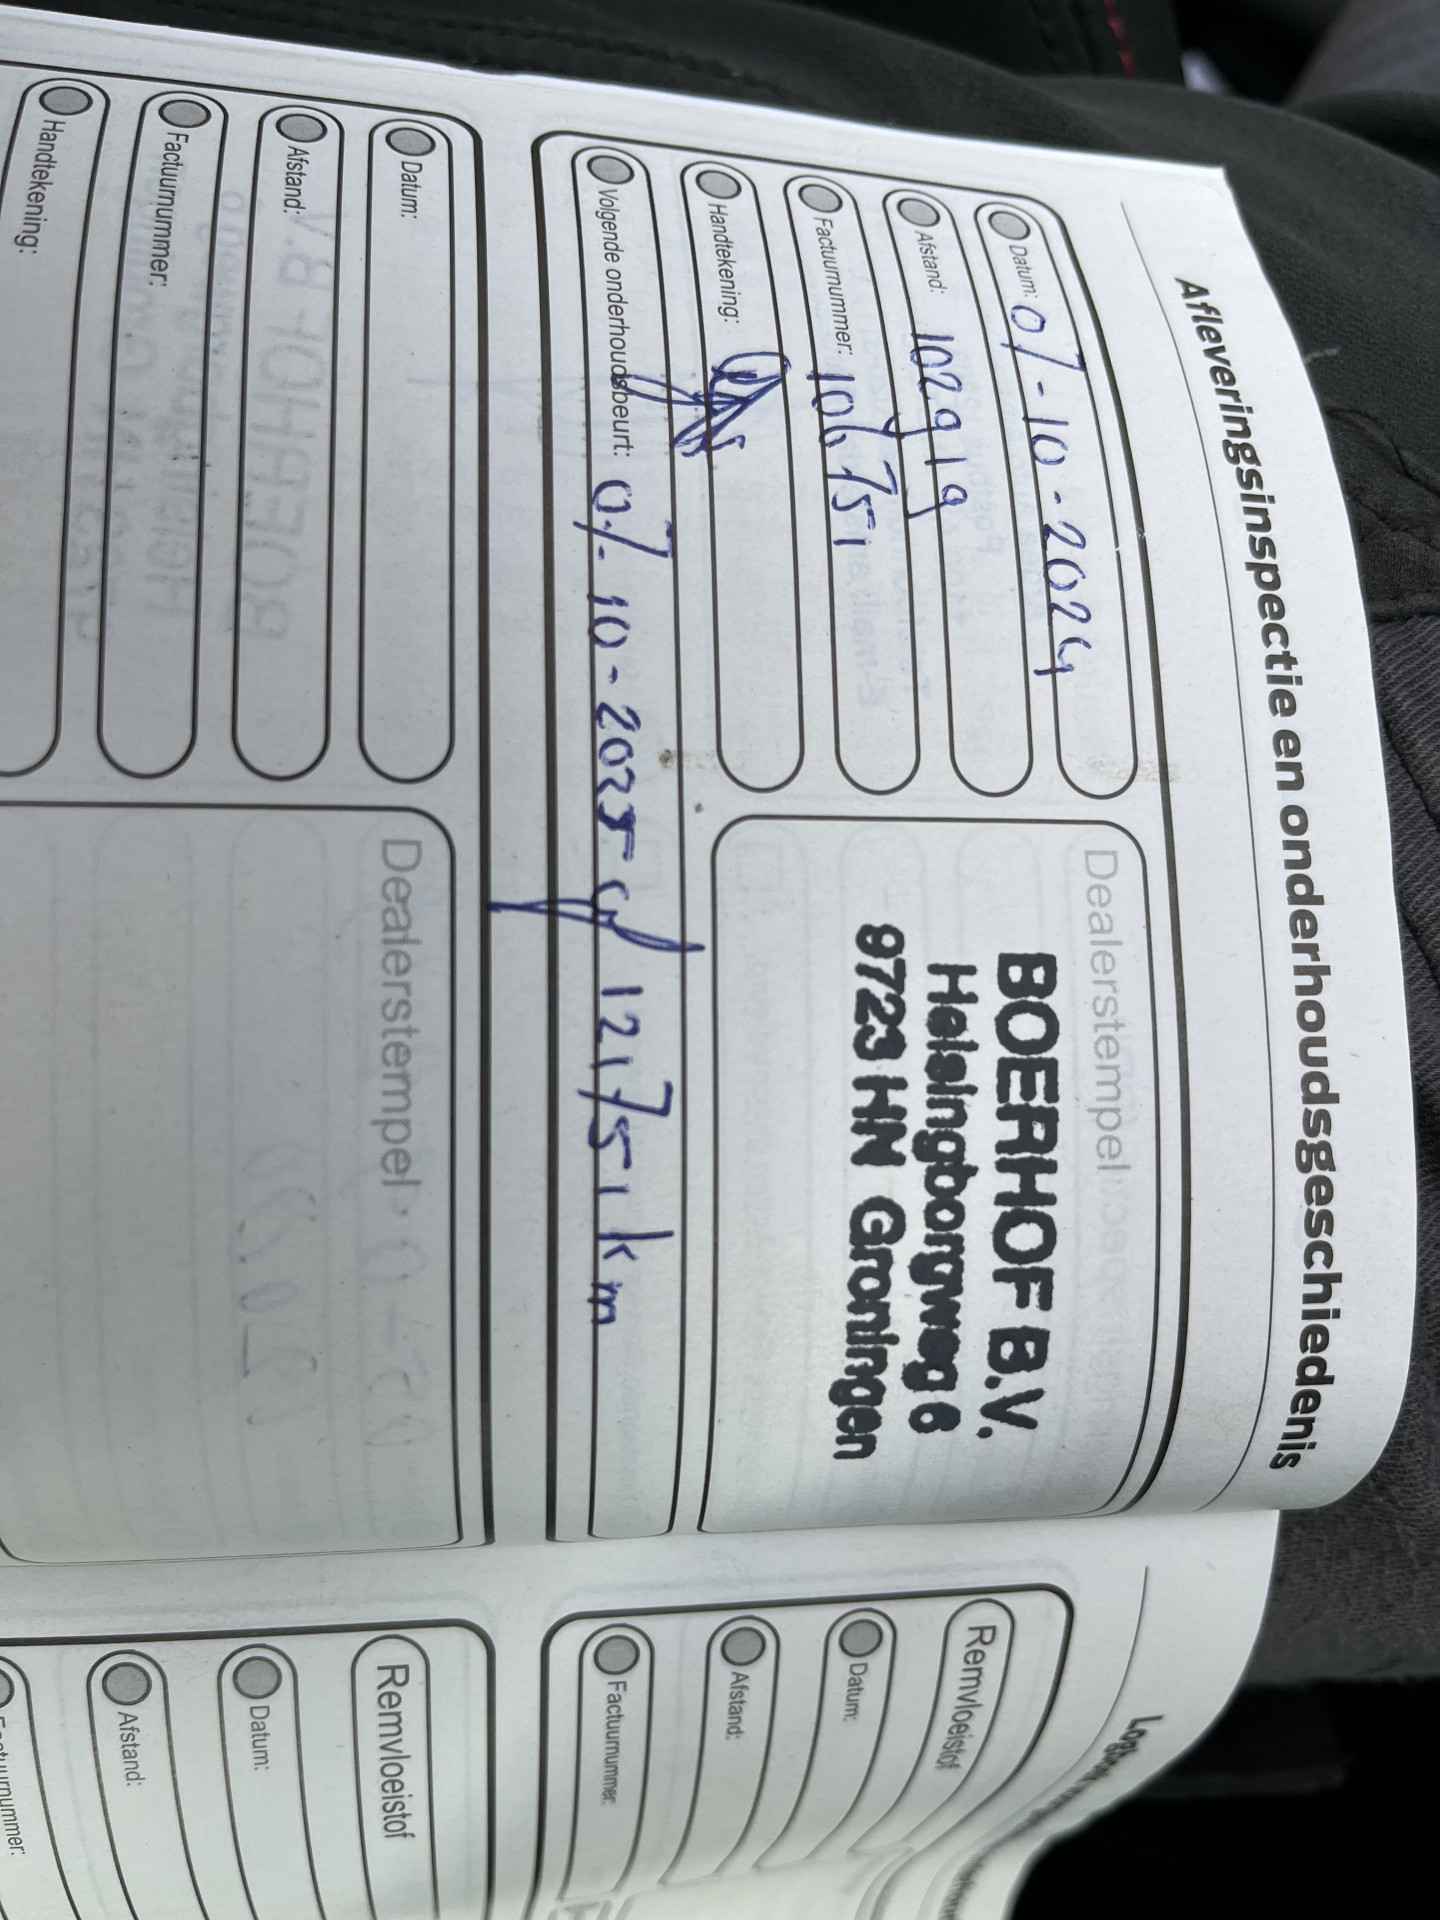 Afleveringsinspectie en onderhoudsgeschiedenis
Datum: 07-10-2024
Afstand: 102919
Factuurnummer: 106751
Handtekening:
Dealerstempel
BOERHOF B.V.
Helsingborgweg 6
9723 HN Groningen
Volgende onderhoudsbeurt: 07-10-2025 of 121751 km
Datum:
Afstand:
Factuurnummer:
Handtekening:
Dealerstempel
Remvloeistof
Datum:
Afstand:
Factuurnummer:
Remvloeistof
Datum:
Afstand:
Factuurnummer: